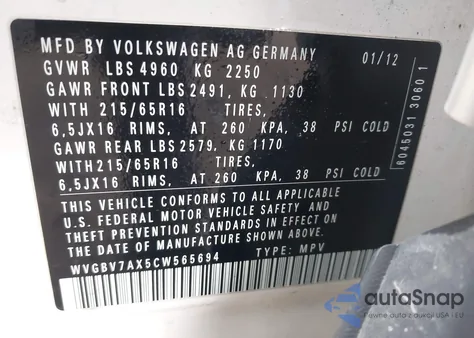 MFD BY VOLKSWAGEN AG GERMANY 01/12
GVWR LBS 4960 KG 2250
GAWR FRONT LBS 2491, KG 1130
WITH 215/65R16 TIRES,
6,5JX16 RIMS, AT 260 KPA, 38 PSI COLD
GAWR REAR LBS 2579, KG 1170
WITH 215/65R16 TIRES,
6,5JX16 RIMS, AT 260 KPA, 38 PSI COLD
THIS VEHICLE CONFORMS TO ALL APPLICABLE
U.S. FEDERAL MOTOR VEHICLE SAFETY AND
THEFT PREVENTION STANDARDS IN EFFECT ON
THE DATE OF MANUFACTURE SHOWN ABOVE.
WVGBV7AX5CW565694 TYPE: MPV
6045031 3060 1
autoSnap